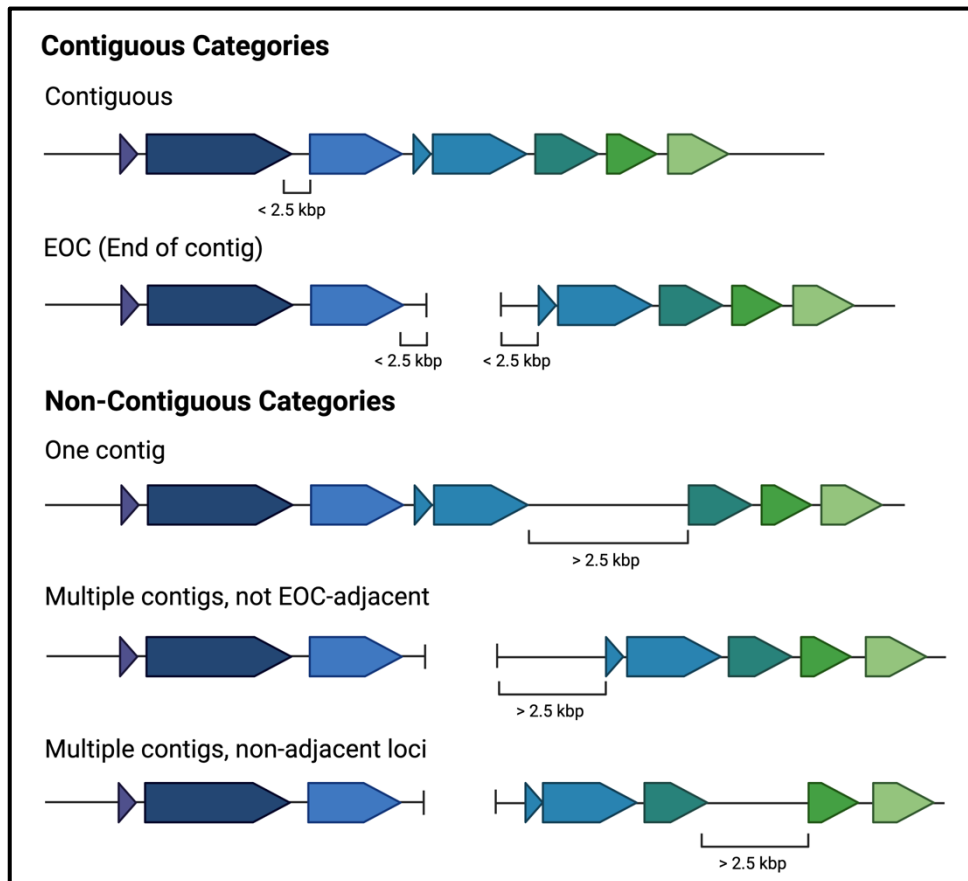 Contiguous Categories
Contiguous
< 2.5 kbp
EOC (End of contig)
< 2.5 kbp
< 2.5 kbp
Non-Contiguous Categories
One contig
> 2.5 kbp
Multiple contigs, not EOC-adjacent
> 2.5 kbp
Multiple contigs, non-adjacent loci
> 2.5 kbp